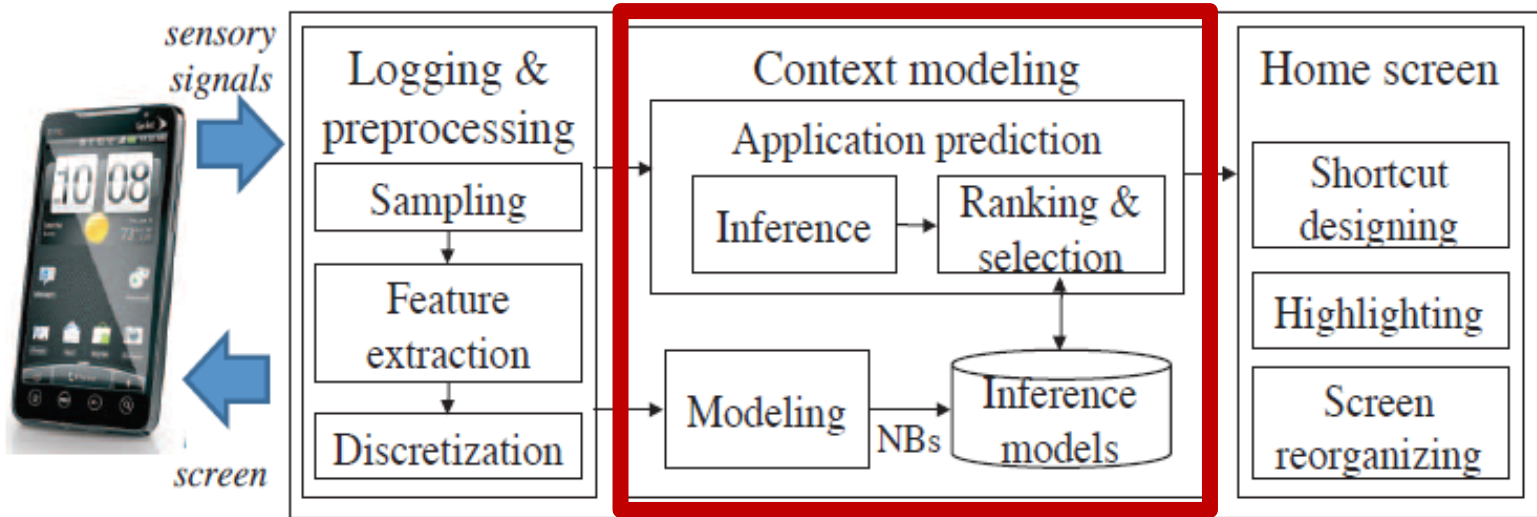 sensory
signals
Logging &
preprocessing
Sampling
Feature
extraction
Discretization
Context modeling
Application prediction
Inference
Ranking &
selection
Modeling
NBs
Inference
models
Home screen
Shortcut
designing
Highlighting
Screen
reorganizing
10 08
screen